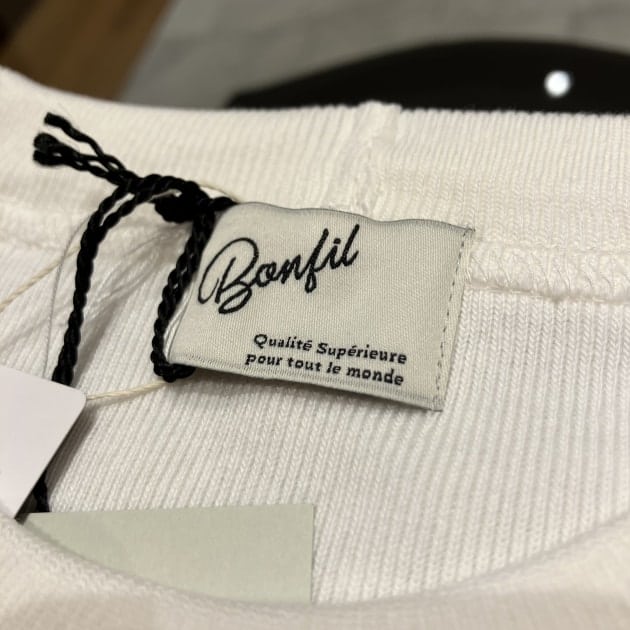 Bonfil
Qualité Supérieure
pour tout le monde